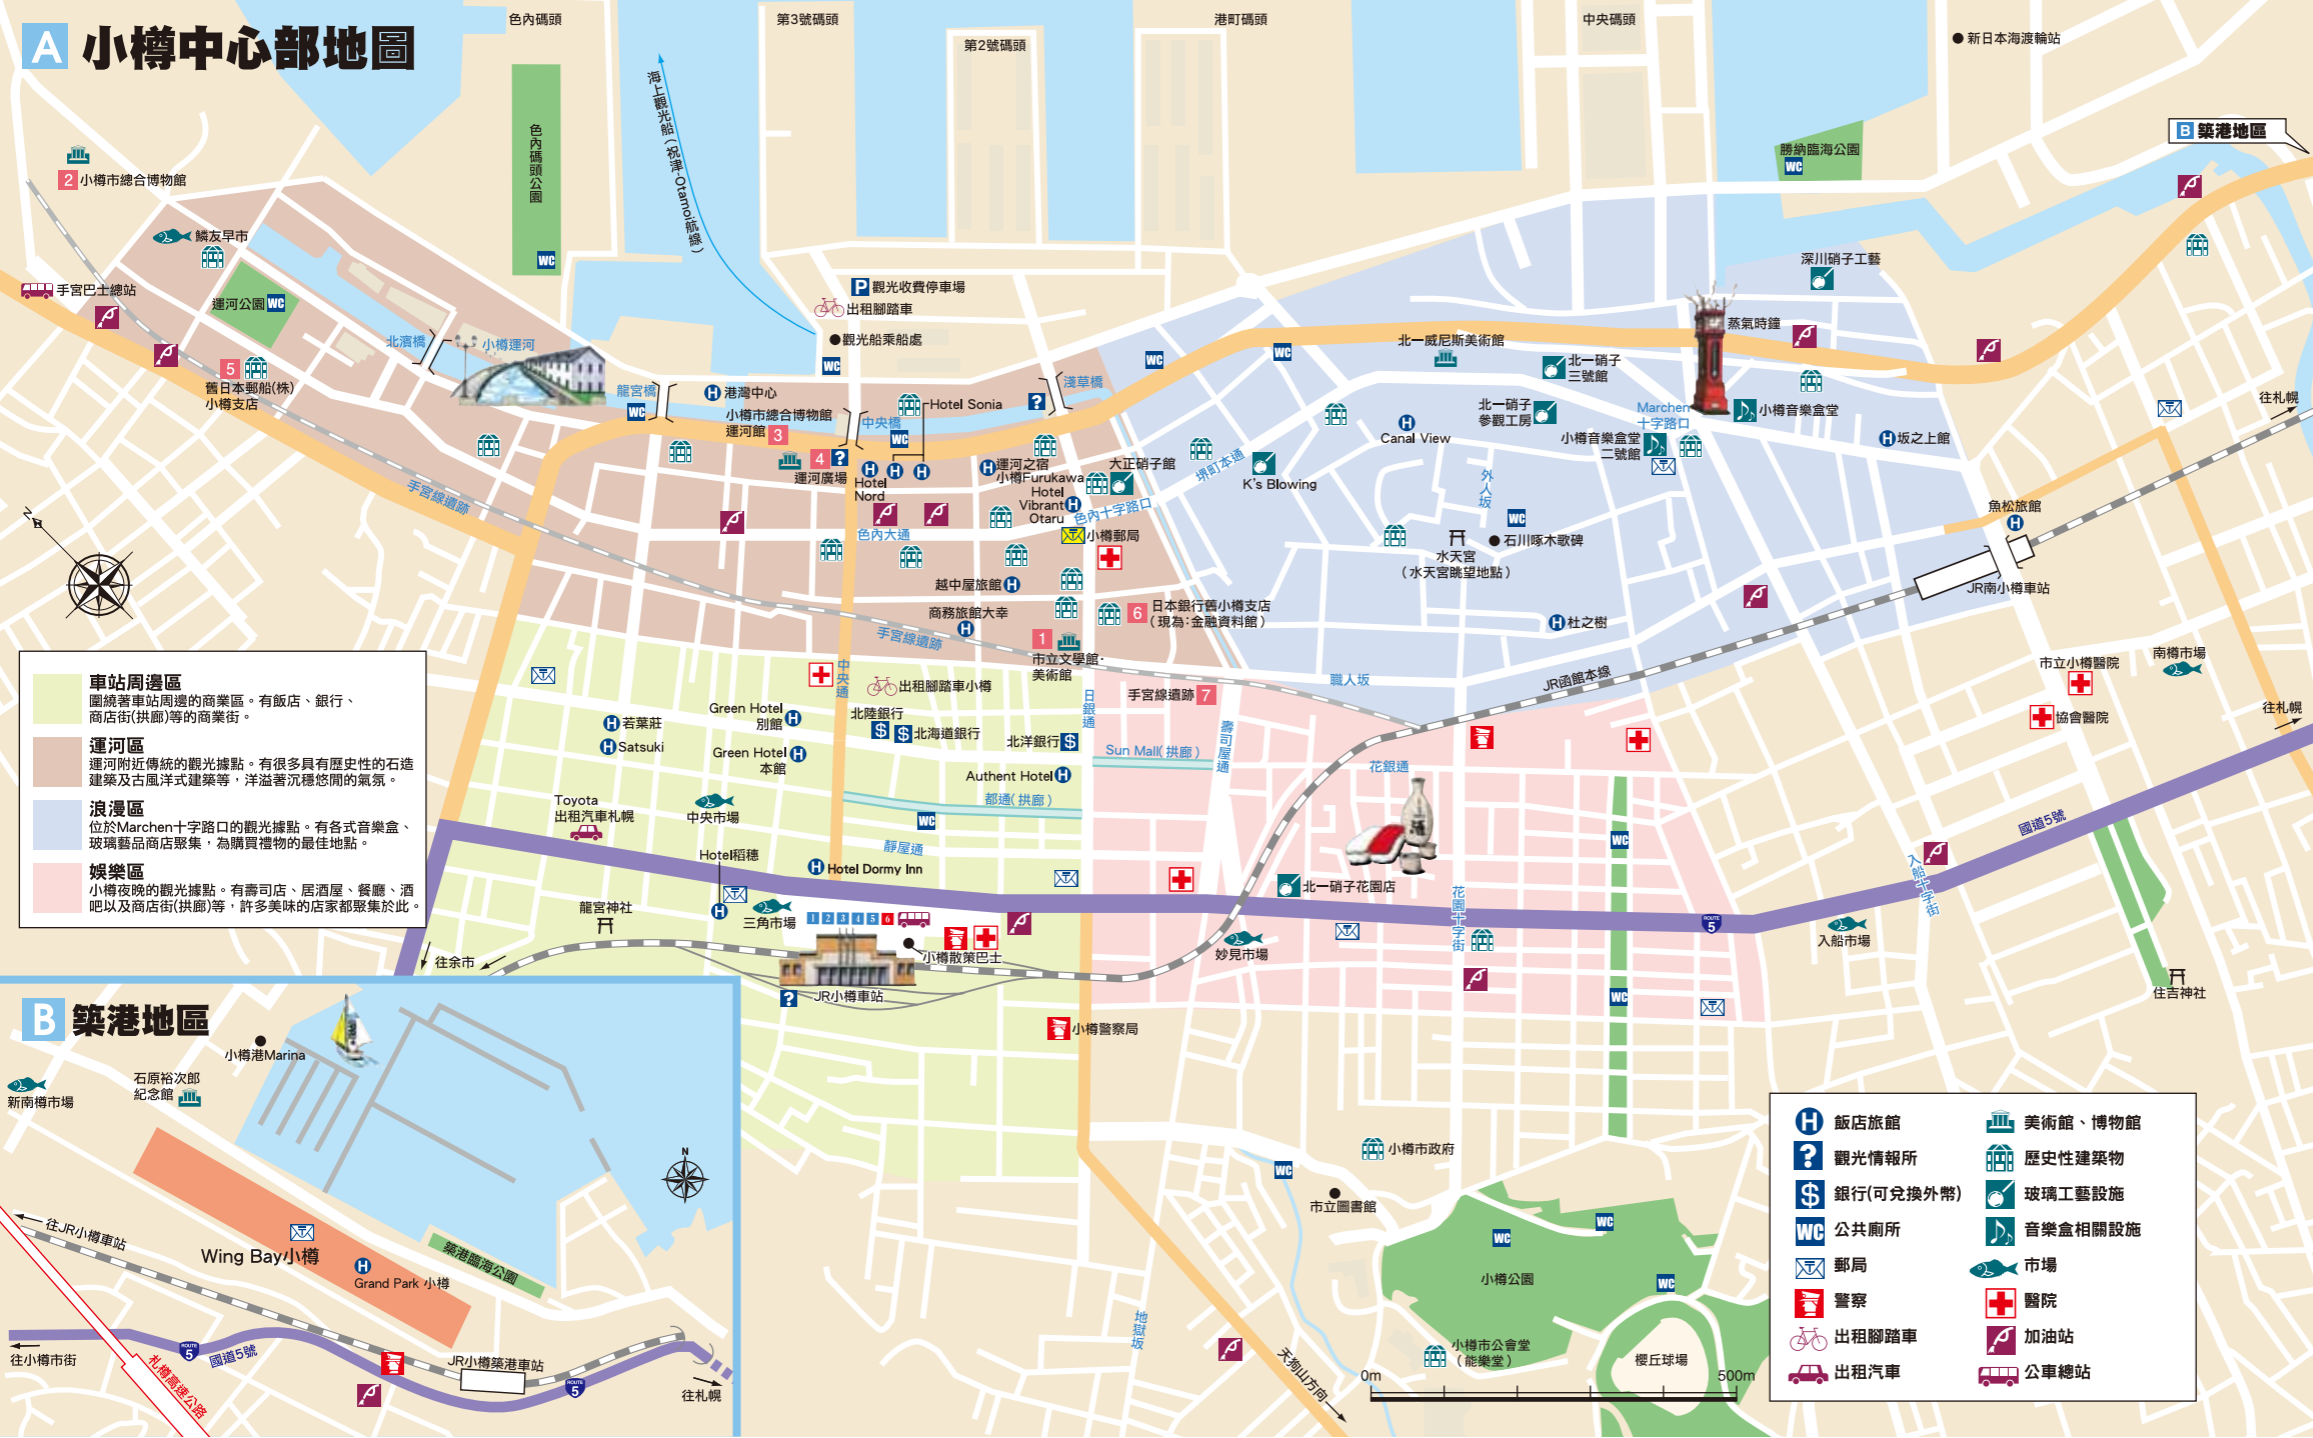 A 小樽中心部地圖
色內碼頭
第3號碼頭
第2號碼頭
港町碼頭
中央碼頭
新日本海渡輪站
B 築港地區
色內碼頭公園
WC
海上觀光船(祝津·Otamoi航線)
勝納臨海公園
WC
2 小樽市總合博物館
鱗友早市
手宮巴士總站
運河公園 WC
5
舊日本郵船(株)
小樽支店
北濱橋
小樽運河
P 觀光收費停車場
出租腳踏車
觀光船乘船處
WC
龍宮橋
WC
H 港灣中心
小樽市總合博物館
運河館 3
中央橋
WC
Hotel Sonia
?
淺草橋
WC
WC
4 ?
運河廣場
H
Hotel
Nord
H
H
H 運河之宿
小樽Furukawa
Hotel
Vibrant H
Otaru
大正硝子館
色內十字路口
堺町本通
K's Blowing
深川硝子工藝
蒸氣時鐘
北一威尼斯美術館
北一硝子
三號館
北一硝子
參觀工房
Marchen
十字路口
小樽音樂盒堂
小樽音樂盒堂
二號館
H
Canal View
H 坂之上館
外人坂
WC
水天宮
(水天宮眺望地點)
石川啄木歌碑
魚松旅館
H
往札幌
JR南小樽車站
H 杜之樹
手宮線遺跡
色內大通
小樽郵局
越中屋旅館 H
商務旅館大幸
H
6 日本銀行舊小樽支店
(現為:金融資料館)
1
市立文學館·
美術館
手宮線遺跡
手宮線遺跡 7
職人坂
JR函館本線
市立小樽醫院
南樽市場
協會醫院
往札幌
N
車站周邊區
圍繞著車站周邊的商業區。有飯店、銀行、
商店街(拱廊)等的商業街。
運河區
運河附近傳統的觀光據點。有很多具有歷史性的石造
建築及古風洋式建築等,洋溢著沉穩悠閒的氣氛。
浪漫區
位於Marchen十字路口的觀光據點。有各式音樂盒、
玻璃藝品商店聚集,為購買禮物的最佳地點。
娛樂區
小樽夜晚的觀光據點。有壽司店、居酒屋、餐廳、酒
吧以及商店街(拱廊)等,許多美味的店家都聚集於此。
中央通
出租腳踏車小樽
日銀通
壽司屋通
H 若葉莊
H Satsuki
Green Hotel H
別館
Green Hotel H
本館
北陸銀行
$ $ 北海道銀行
北洋銀行 $
Authent Hotel H
Sun Mall(拱廊)
都通(拱廊)
花銀通
Toyota
出租汽車札幌
中央市場
WC
靜屋通
Hotel稻穗
H
H Hotel Dormy Inn
三角市場
1 2 3 4 5 6
龍宮神社
往余市
小樽散策巴士
JR小樽車站
?
小樽警察局
妙見市場
北一硝子花園店
花園十字街
WC
WC
ROUTE 5
國道5號
入船十字街
入船市場
住吉神社
小樽市政府
WC
市立圖書館
WC
WC
WC
小樽公園
櫻丘球場
小樽市公會堂
(能樂堂)
地獄坂
天狗山方向
0m 500m
B 築港地區
小樽港Marina
石原裕次郎
紀念館
新南樽市場
N
往JR小樽車站
Wing Bay小樽
H
Grand Park 小樽
築港臨海公園
往小樽市街
ROUTE 5
國道5號
札樽高速公路
JR小樽築港車站
ROUTE 5
往札幌
H 飯店旅館
? 觀光情報所
$ 銀行(可兌換外幣)
WC 公共廁所
郵局
警察
出租腳踏車
出租汽車
美術館、博物館
歷史性建築物
玻璃工藝設施
音樂盒相關設施
市場
醫院
加油站
公車總站